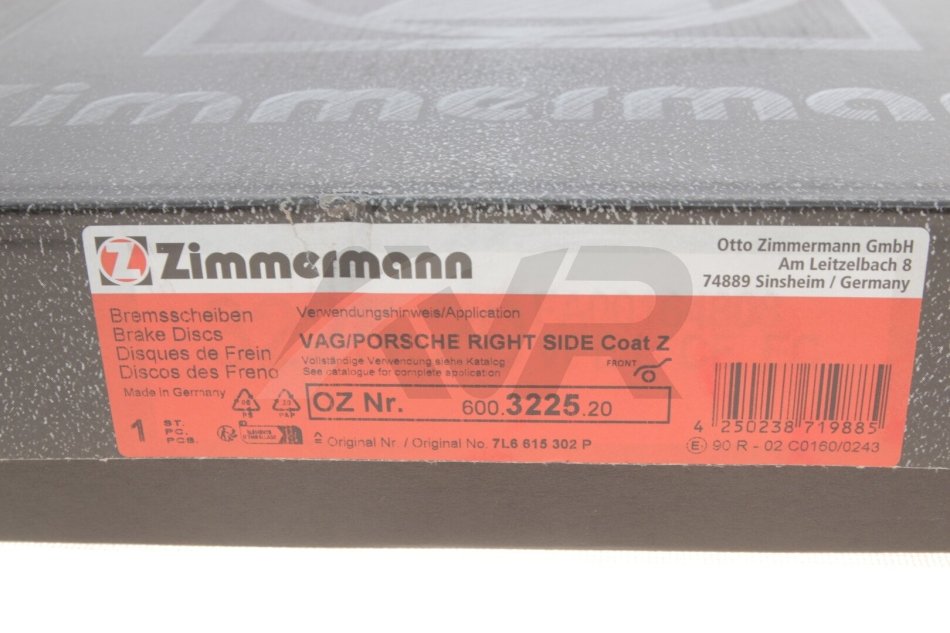 Zimmerma
Z Zimmermann
Otto Zimmermann GmbH
Am Leitzelbach 8
74889 Sinsheim / Germany
Bremsscheiben
Brake Discs
Disques de Frein
Discos des Freno
Made in Germany
Verwendungshinweis/Application
VAG/PORSCHE RIGHT SIDE Coat Z
Vollständige Verwendung siehe Katalog
See catalogue for complete application
FRONT
OZ Nr. 600.3225.20
1 ST. PC. PCS.
PAP
≙ Original Nr. / Original No. 7L6 615 302 P
4 250238 719885
E 90 R - 02 C0160/0243
AVR